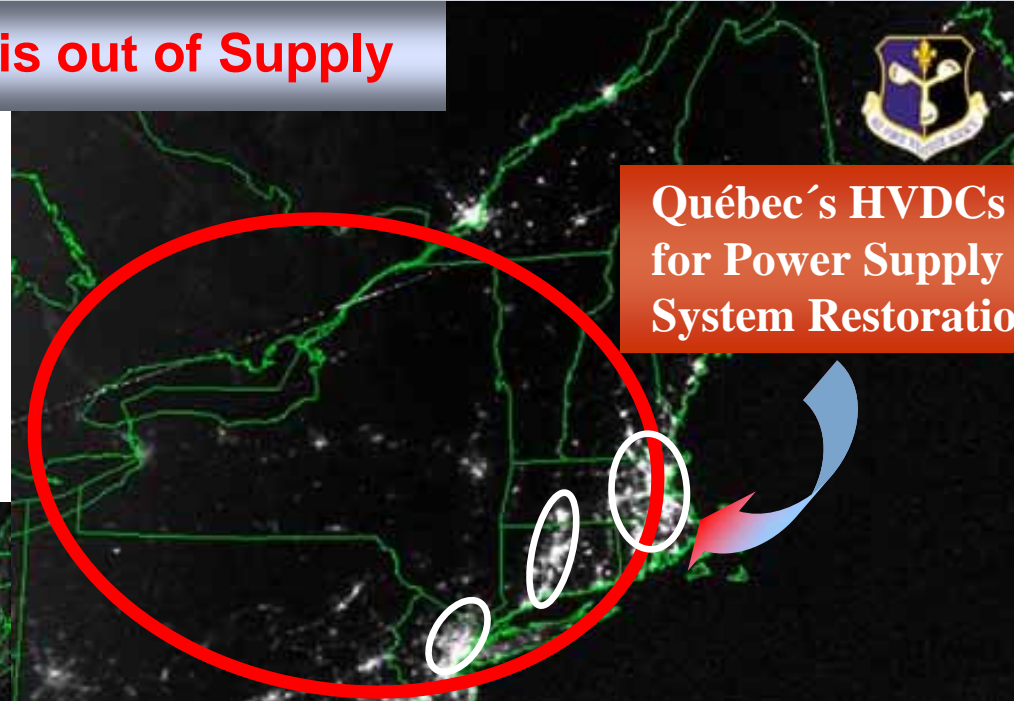 is out of Supply
Québec´s HVDCs
for Power Supply
System Restoratio